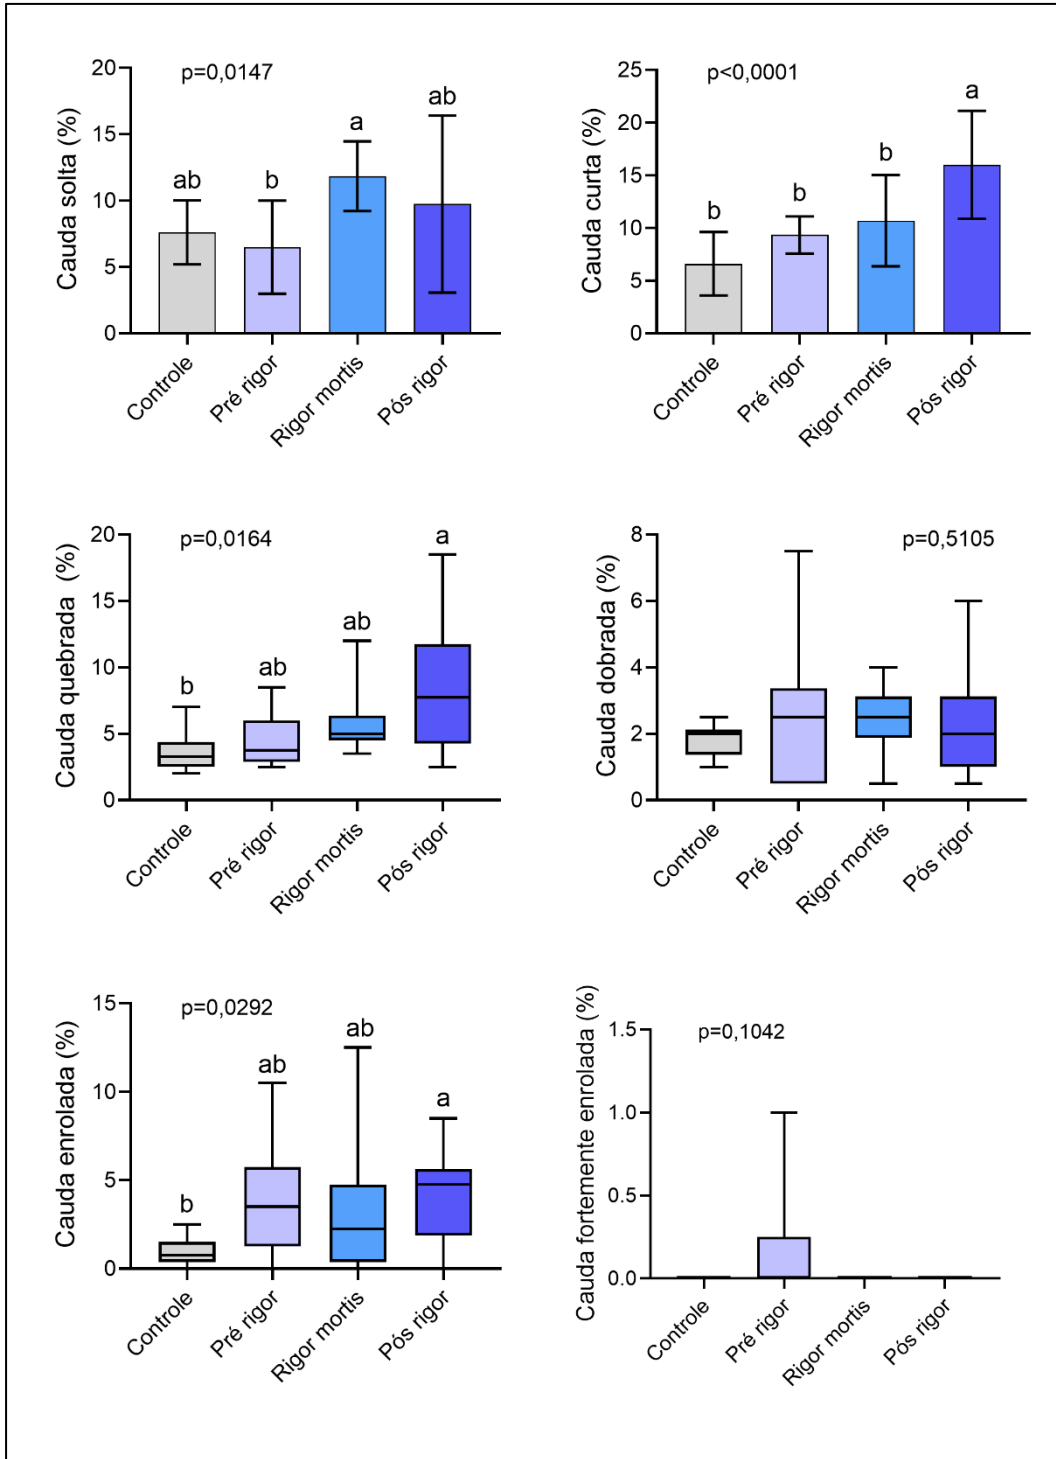 Cauda solta (%)
p=0,0147
20
15
10
5
0
ab
b
a
ab
Controle
Pré rigor
Rigor mortis
Pós rigor
Cauda curta (%)
p<0,0001
25
20
15
10
5
0
b
b
b
a
Controle
Pré rigor
Rigor mortis
Pós rigor
Cauda quebrada (%)
p=0,0164
20
15
10
5
0
b
ab
ab
a
Controle
Pré rigor
Rigor mortis
Pós rigor
Cauda dobrada (%)
p=0,5105
8
6
4
2
0
Controle
Pré rigor
Rigor mortis
Pós rigor
Cauda enrolada (%)
p=0,0292
15
10
5
0
b
ab
ab
a
Controle
Pré rigor
Rigor mortis
Pós rigor
Cauda fortemente enrolada (%)
p=0,1042
1.5
1.0
0.5
0.0
Controle
Pré rigor
Rigor mortis
Pós rigor